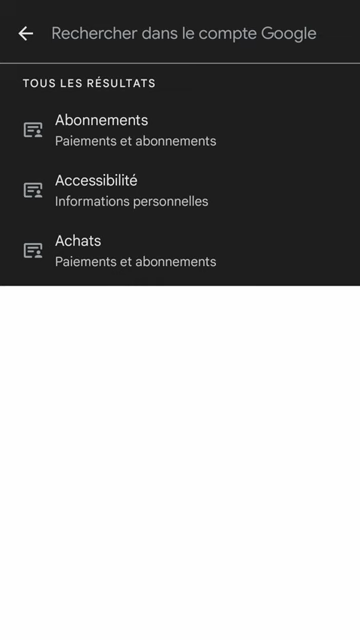 Rechercher dans le compte Google
TOUS LES RÉSULTATS
Abonnements
Paiements et abonnements
Accessibilité
Informations personnelles
Achats
Paiements et abonnements